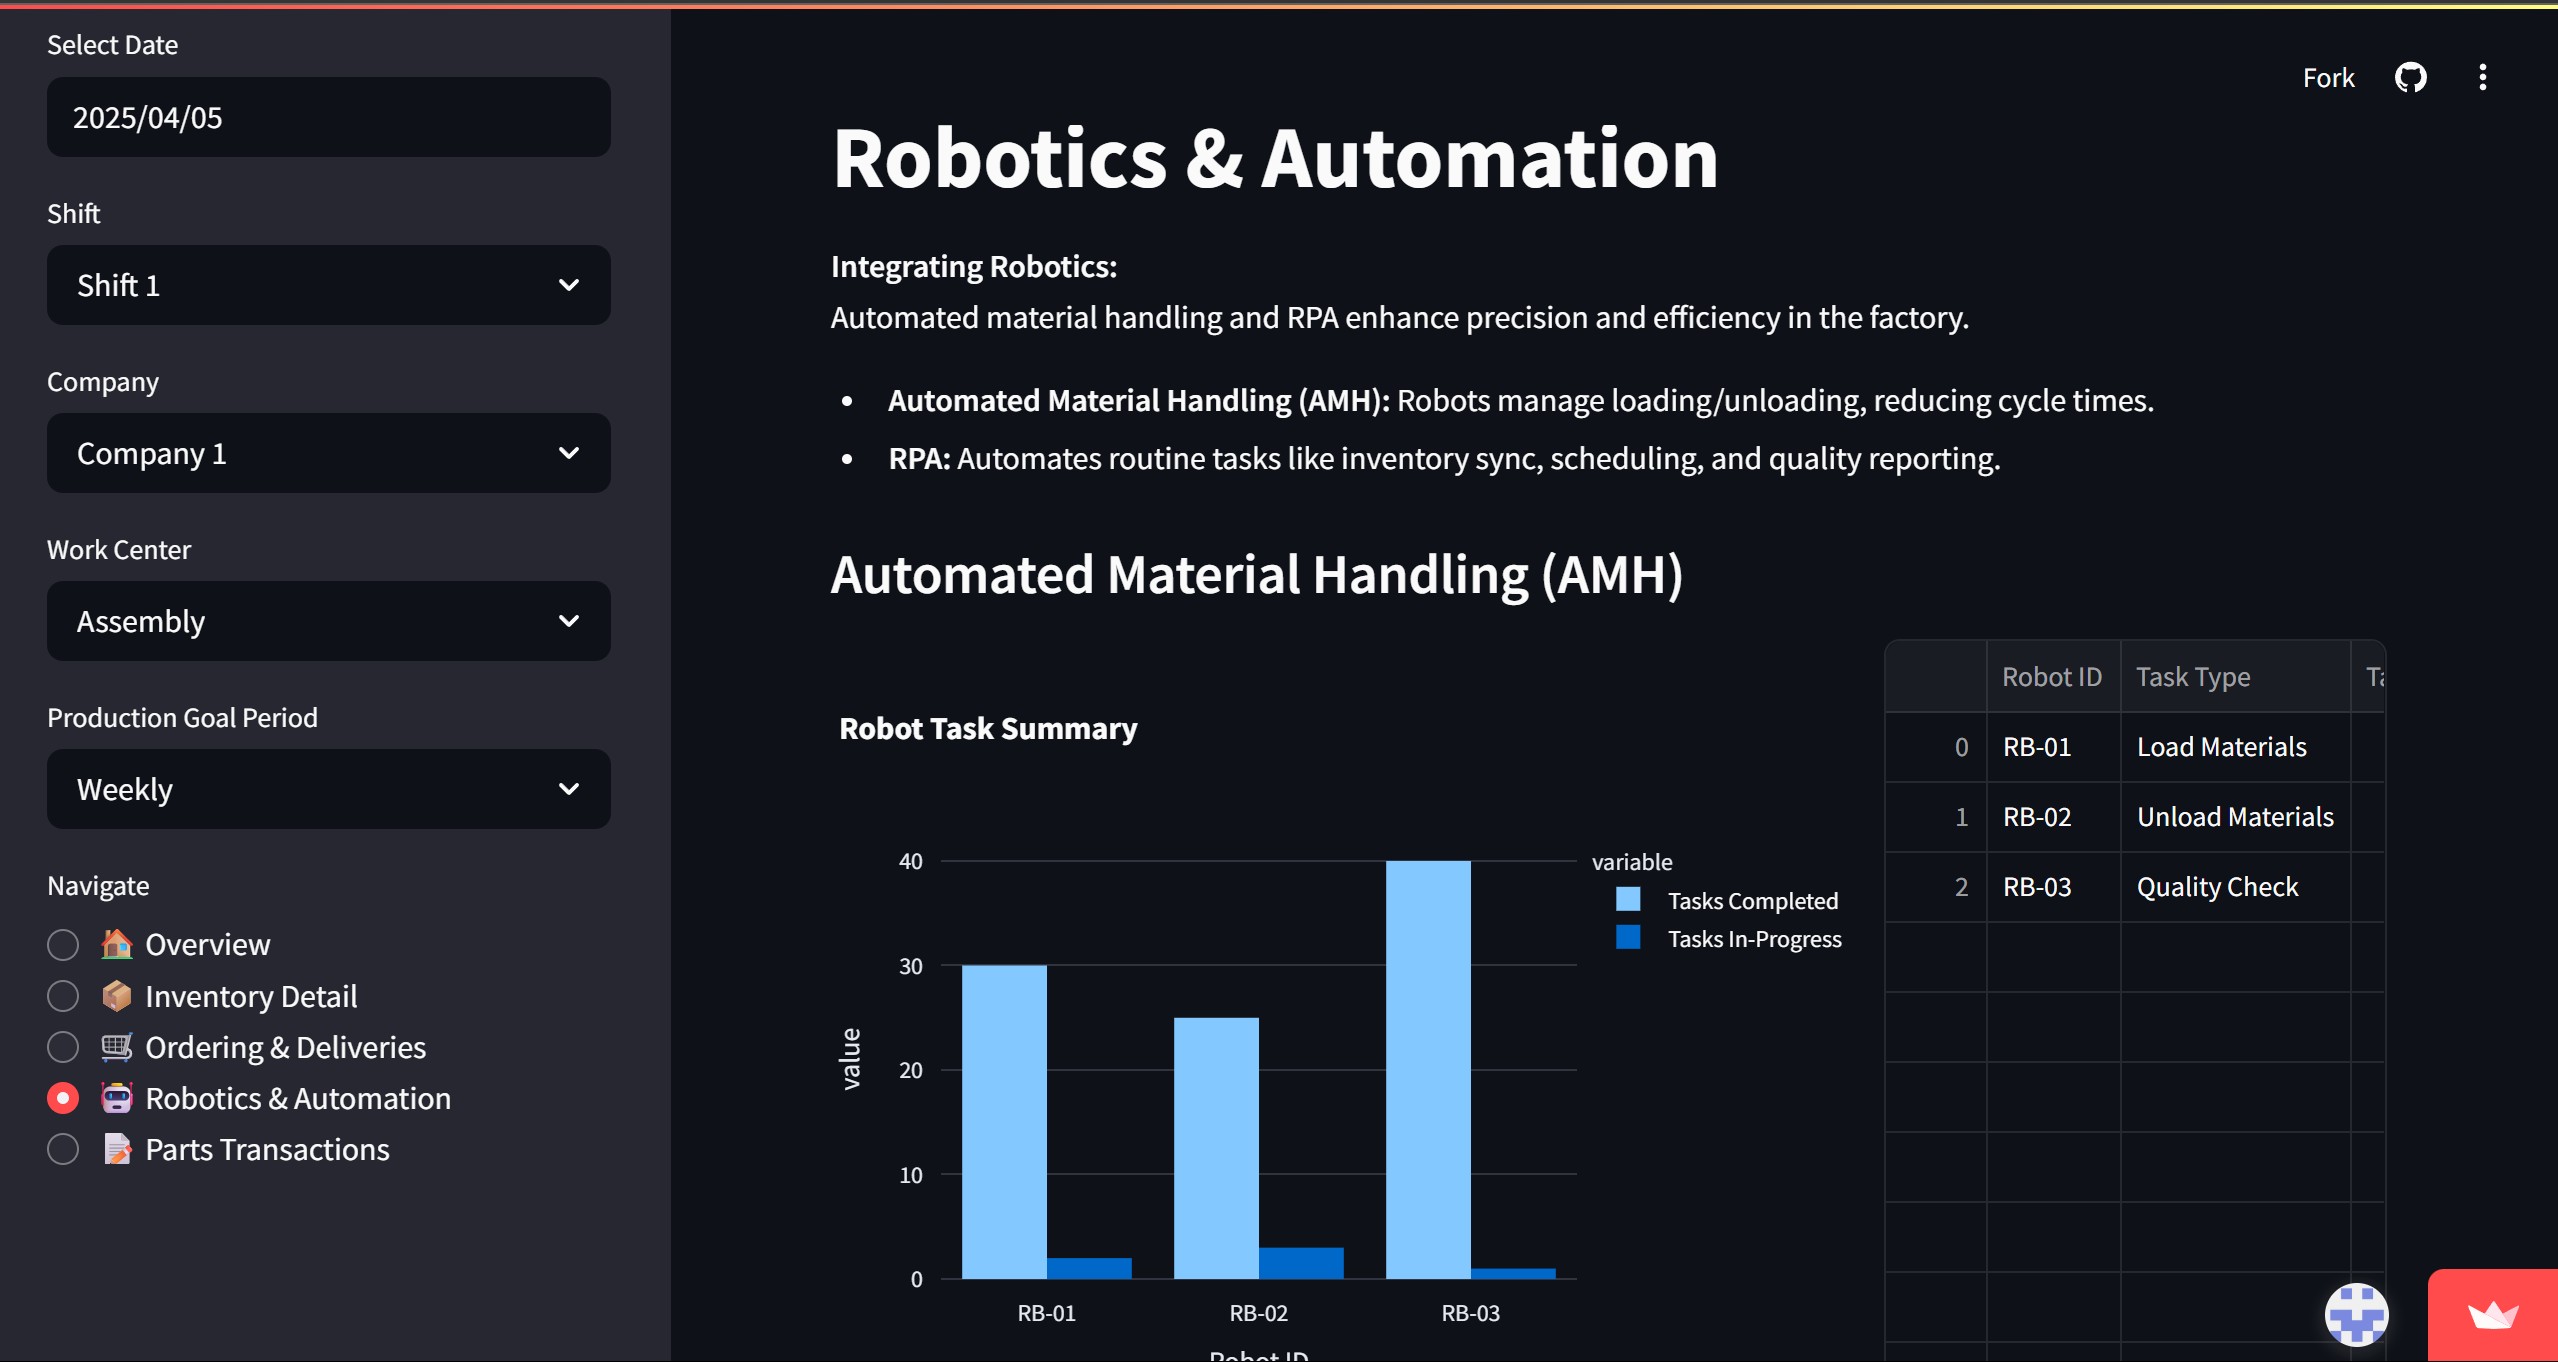 Select Date
2025/04/05
Shift
Shift 1
Company
Company 1
Work Center
Assembly
Production Goal Period
Weekly
Navigate
🏠 Overview
📦 Inventory Detail
🛒 Ordering & Deliveries
🤖 Robotics & Automation
📝 Parts Transactions
Fork
Robotics & Automation
Integrating Robotics:
Automated material handling and RPA enhance precision and efficiency in the factory.
• Automated Material Handling (AMH): Robots manage loading/unloading, reducing cycle times.
• RPA: Automates routine tasks like inventory sync, scheduling, and quality reporting.
Automated Material Handling (AMH)
Robot Task Summary
value
40
30
20
10
0
RB-01 RB-02 RB-03
Robot ID
variable
Tasks Completed
Tasks In-Progress
Robot ID Task Type
0 RB-01 Load Materials
1 RB-02 Unload Materials
2 RB-03 Quality Check